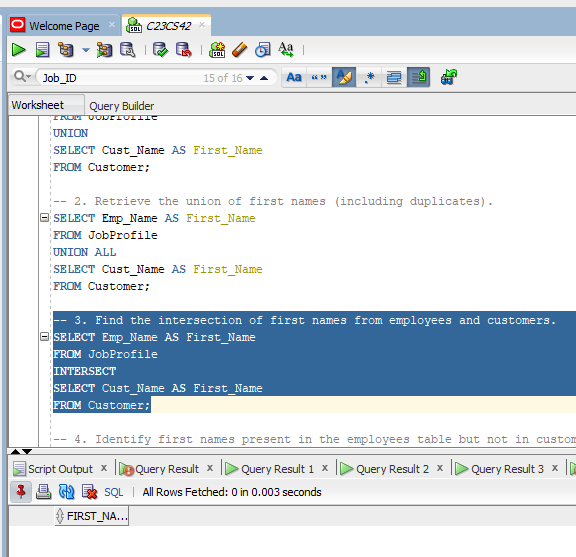 Welcome Page × C23CS42 ×
Job_ID 15 of 16 Aa “” .*
Worksheet Query Builder
FROM JobProfile
UNION
SELECT Cust_Name AS First_Name
FROM Customer;
-- 2. Retrieve the union of first names (including duplicates).
SELECT Emp_Name AS First_Name
FROM JobProfile
UNION ALL
SELECT Cust_Name AS First_Name
FROM Customer;
-- 3. Find the intersection of first names from employees and customers.
SELECT Emp_Name AS First_Name
FROM JobProfile
INTERSECT
SELECT Cust_Name AS First_Name
FROM Customer;
-- 4. Identify first names present in the employees table but not in custom
Script Output × Query Result × Query Result 1 × Query Result 2 × Query Result 3 ×
SQL | All Rows Fetched: 0 in 0.003 seconds
FIRST_NA...